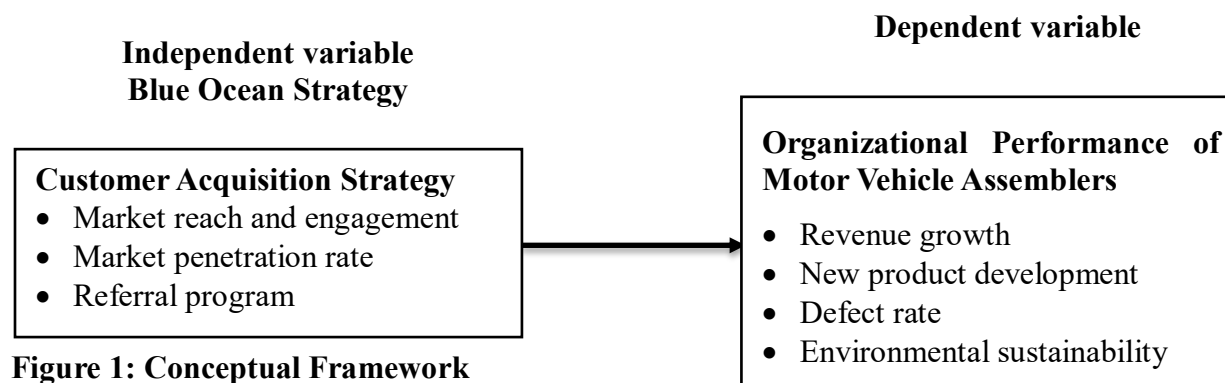 Independent variable
Blue Ocean Strategy
Customer Acquisition Strategy
• Market reach and engagement
• Market penetration rate
• Referral program
Figure 1: Conceptual Framework
Dependent variable
Organizational Performance of
Motor Vehicle Assemblers
• Revenue growth
• New product development
• Defect rate
• Environmental sustainability